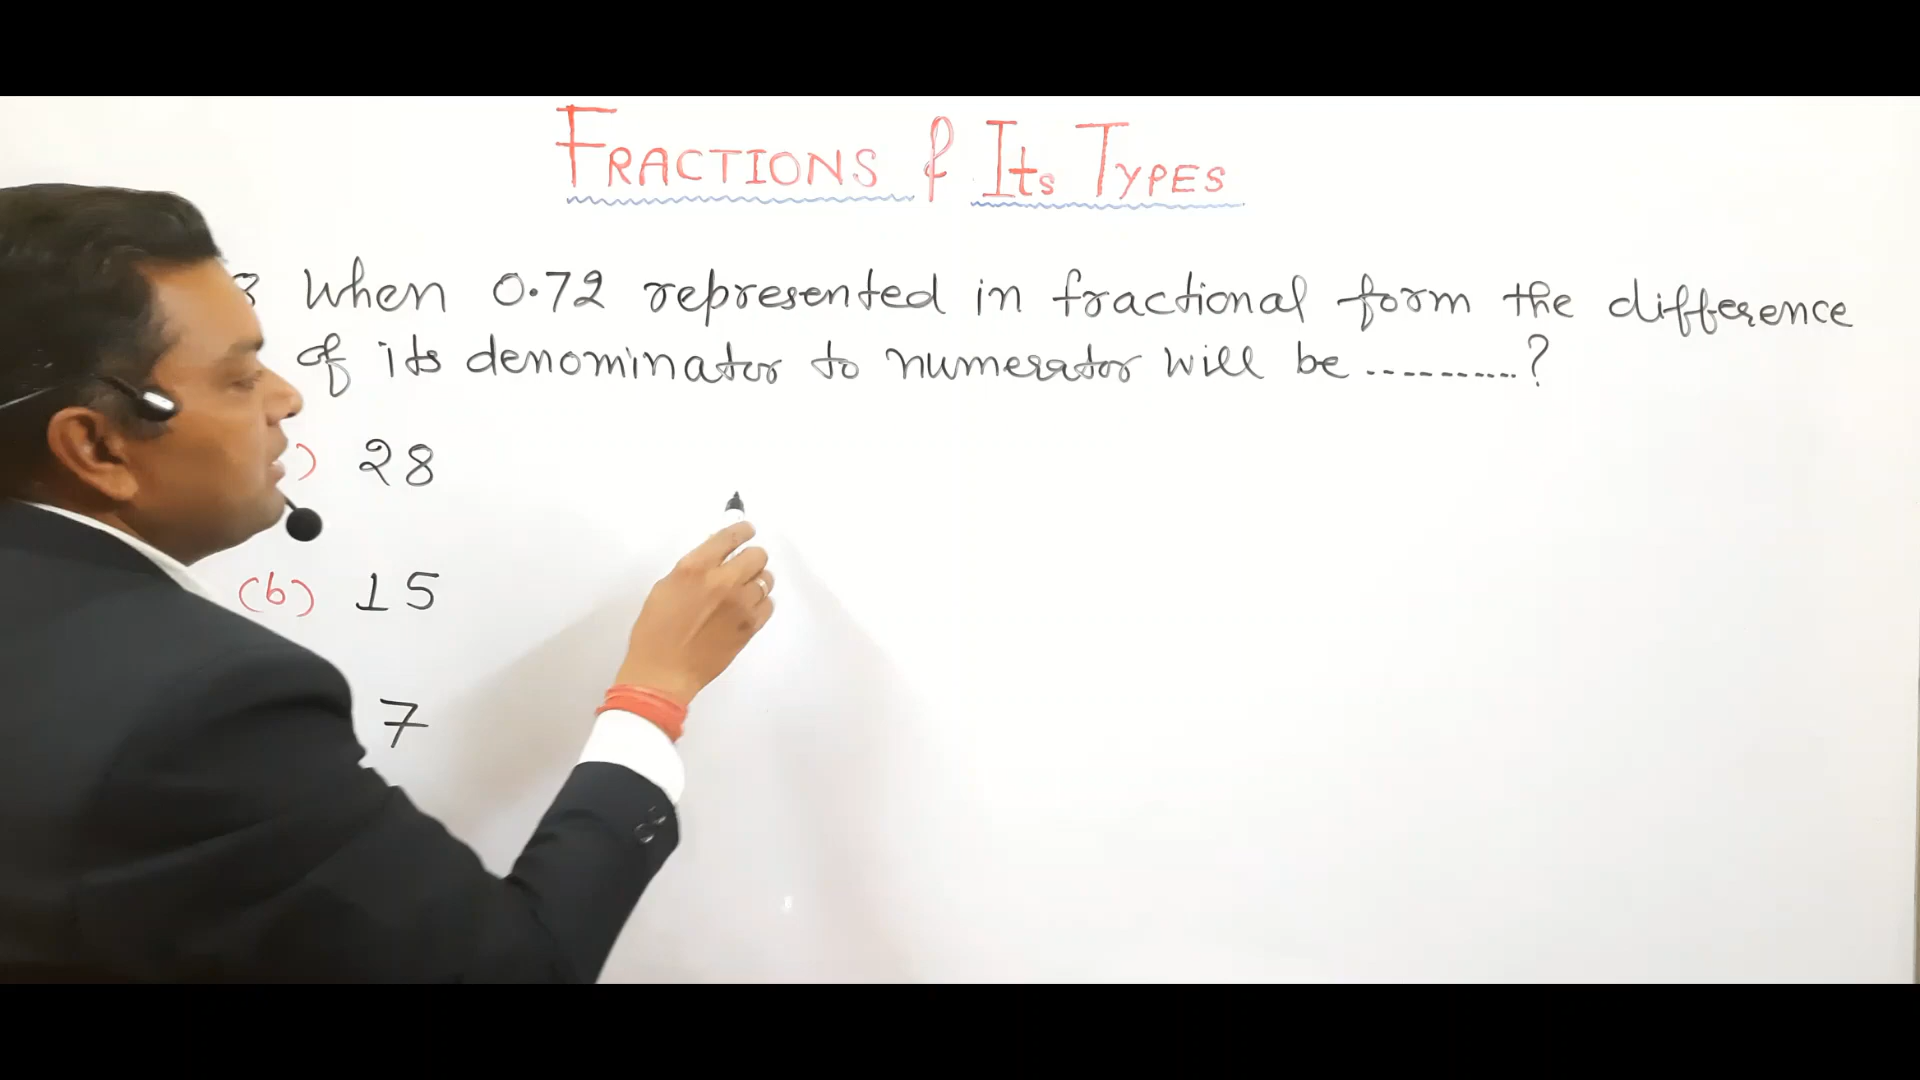 FRACTIONS & Its TYPES
When 0.72 represented in fractional form the difference
of its denominator to numerator will be ..........?
) 28
(b) 15
7